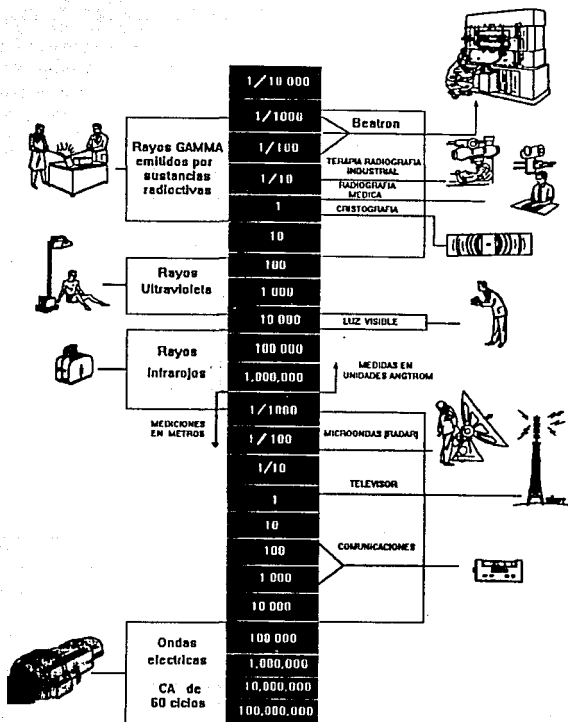 1/10 000
1/1000
Beatron
Rayos GAMMA
emitidos por
sustancias
radioctivas
1/100
TERAPIA RADIOGRAFIA
INDUSTRIAL
1/10
RADIOGRAFIA
MEDICA
1
CRISTOGRAFIA
10
100
Rayos
Ultravioleta
1 000
10 000
LUZ VISIBLE
Rayos
Infrarojos
100 000
1,000,000
MEDIDAS EN
UNIDADES ANGTROM
MEDICIONES
EN METROS
1/1000
1/100
MICROONDAS (RADAR)
1/10
1
TELEVISOR
10
100
COMUNICACIONES
1 000
10 000
Ondas
electricas
100 000
1,000,000
CA de
60 ciclos
10,000,000
100,000,000